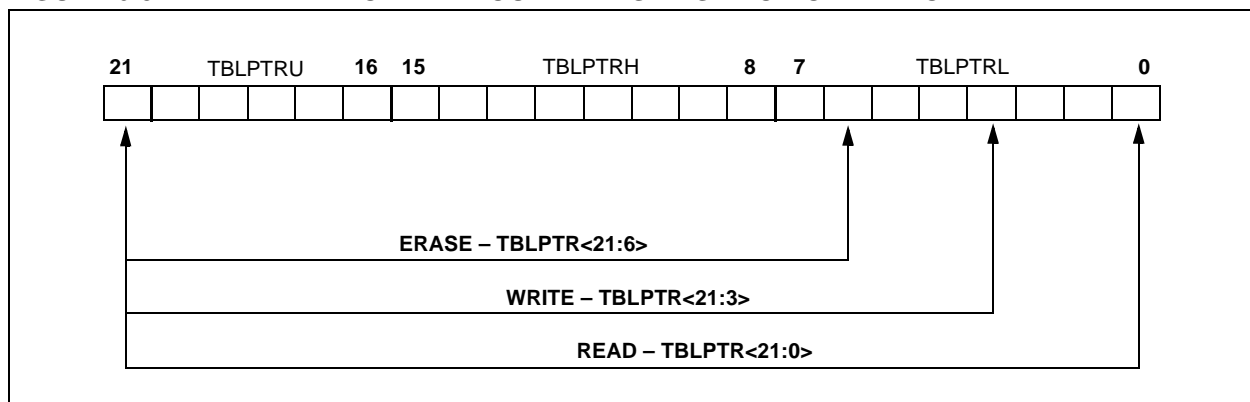 21 TBLPTRU 16 15 TBLPTRH 8 7 TBLPTRL 0
ERASE – TBLPTR<21:6>
WRITE – TBLPTR<21:3>
READ – TBLPTR<21:0>